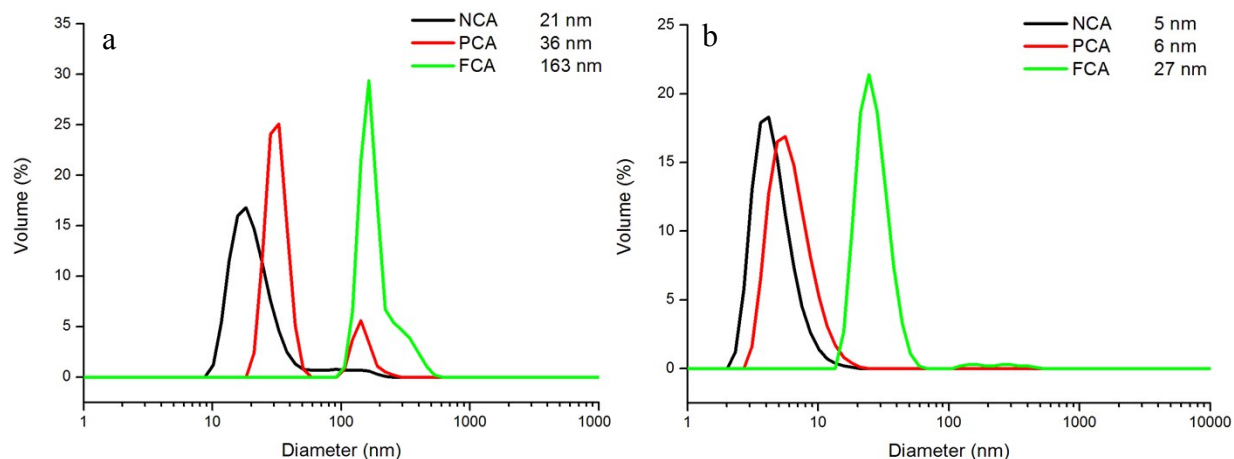 a
NCA 21 nm
PCA 36 nm
FCA 163 nm
Volume (%)
35
30
25
20
15
10
5
0
1 10 100 1000 1000
Diameter (nm)
b
NCA 5 nm
PCA 6 nm
FCA 27 nm
Volume (%)
25
20
15
10
5
0
1 10 100 1000 10000
Diameter (nm)